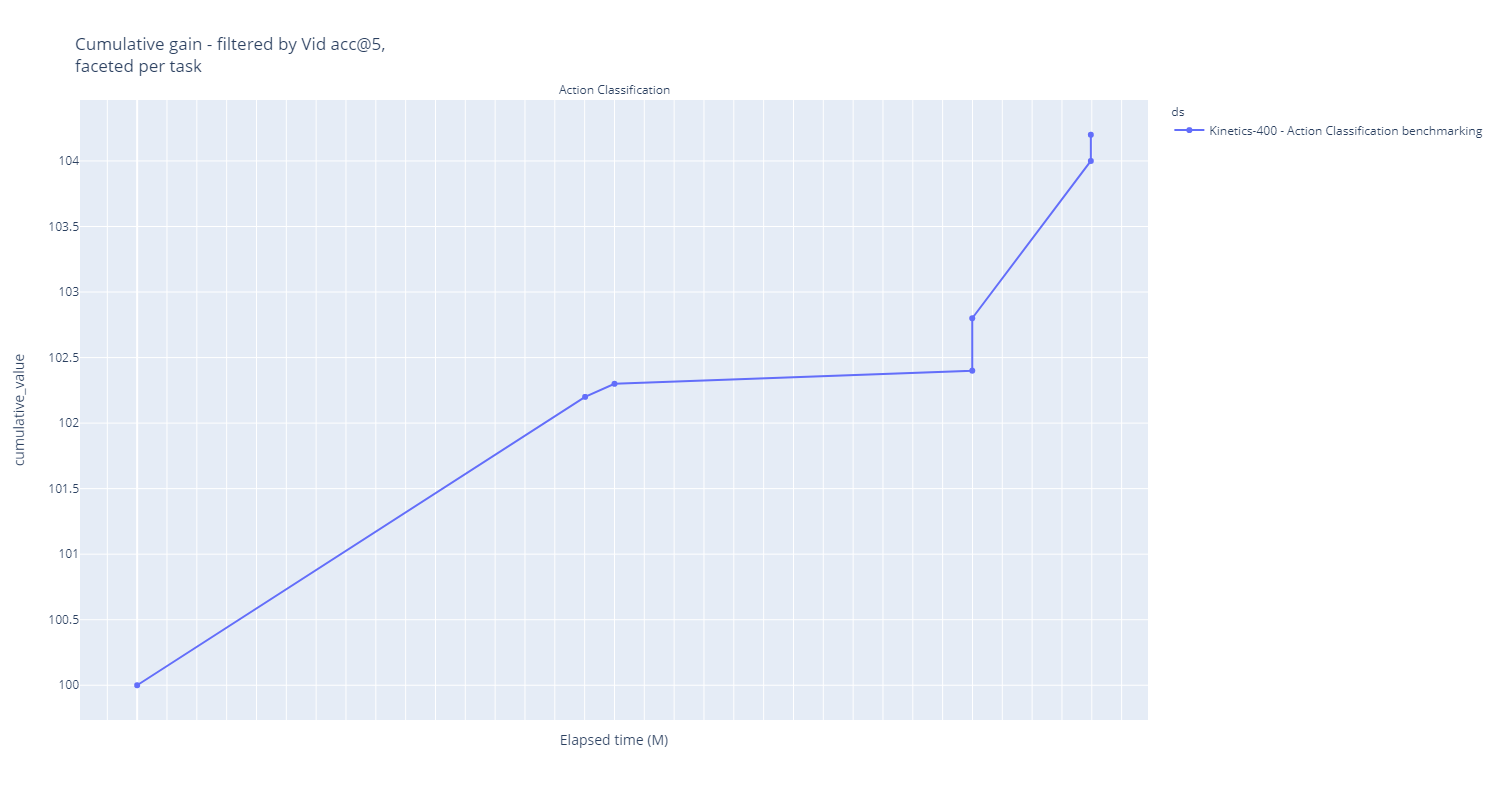 Cumulative gain - filtered by Vid acc@5,
faceted per task
Action Classification
ds
Kinetics-400 - Action Classification benchmarking
104
103.5
103
102.5
102
101.5
101
100.5
100
cumulative_value
Elapsed time (M)